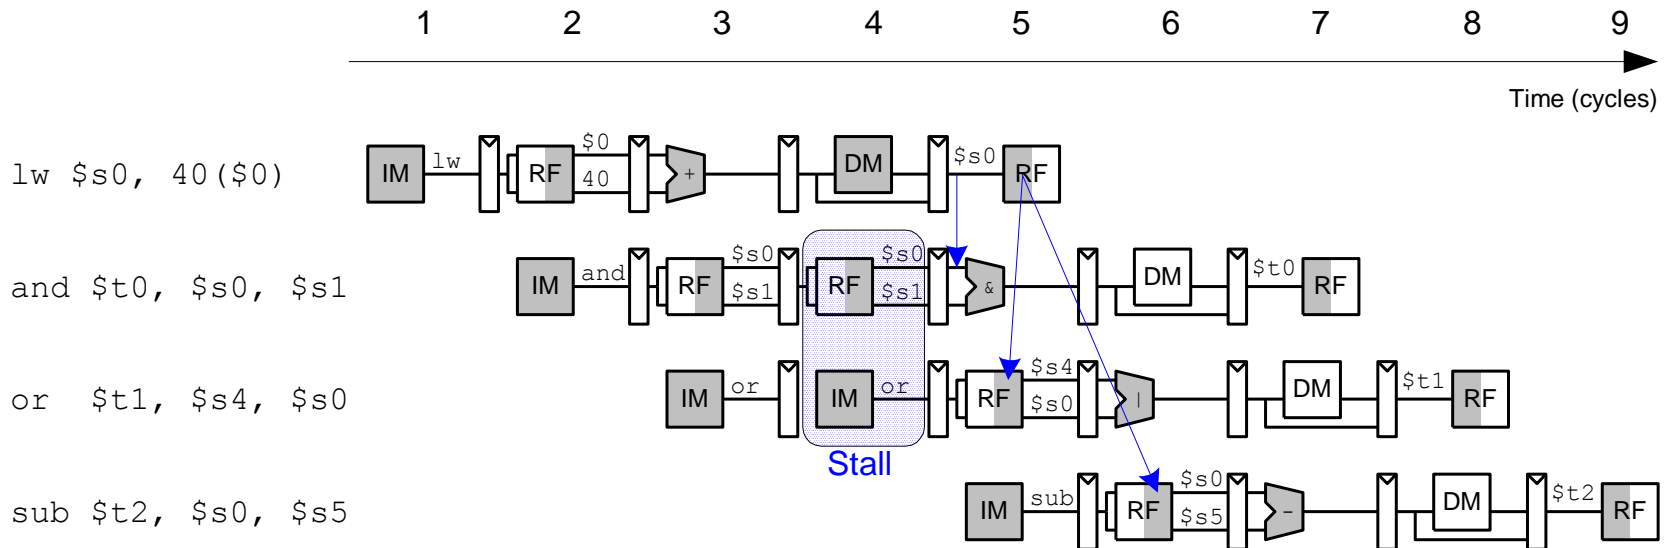 1 2 3 4 5 6 7 8 9
Time (cycles)
lw $s0, 40($0) IM lw RF $0 40 + DM $s0 RF
and $t0, $s0, $s1 IM and RF $s0 $s1 RF $s0 $s1 & DM $t0 RF
or $t1, $s4, $s0 IM or IM or RF $s4 $s0 | DM $t1 RF
Stall
sub $t2, $s0, $s5 IM sub RF $s0 $s5 - DM $t2 RF